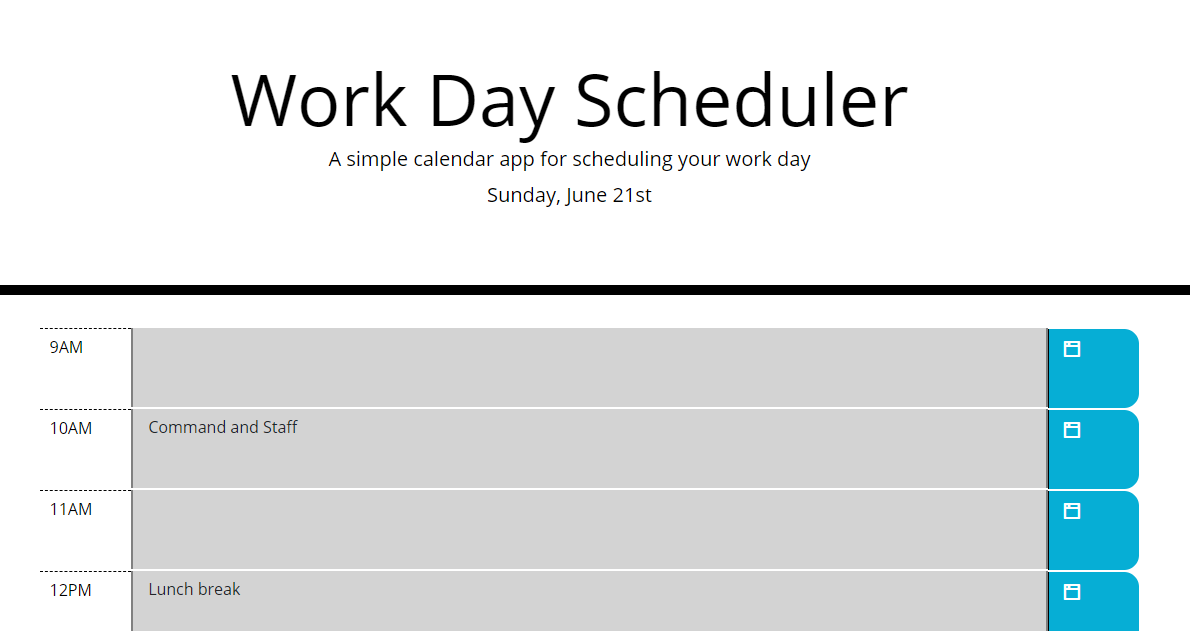 Work Day Scheduler
A simple calendar app for scheduling your work day
Sunday, June 21st
9AM
10AM Command and Staff
11AM
12PM Lunch break